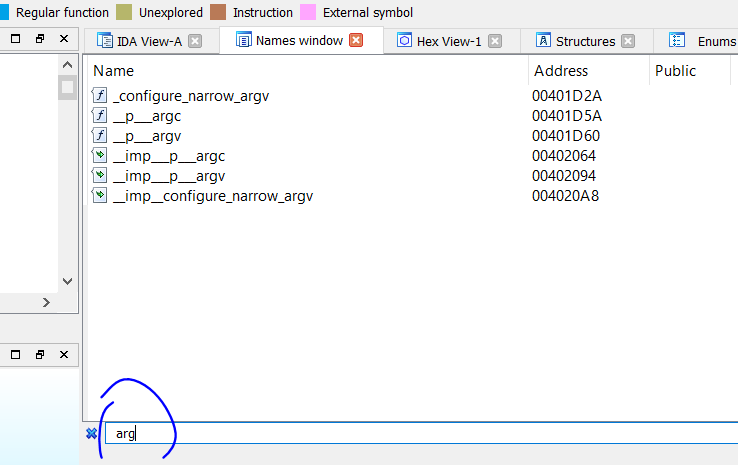 Regular function Unexplored Instruction External symbol
IDA View-A Names window Hex View-1 Structures Enums
Name Address Public
_configure_narrow_argv 00401D2A
__p___argc 00401D5A
__p___argv 00401D60
__imp___p___argc 00402064
__imp___p___argv 00402094
__imp__configure_narrow_argv 004020A8
arg